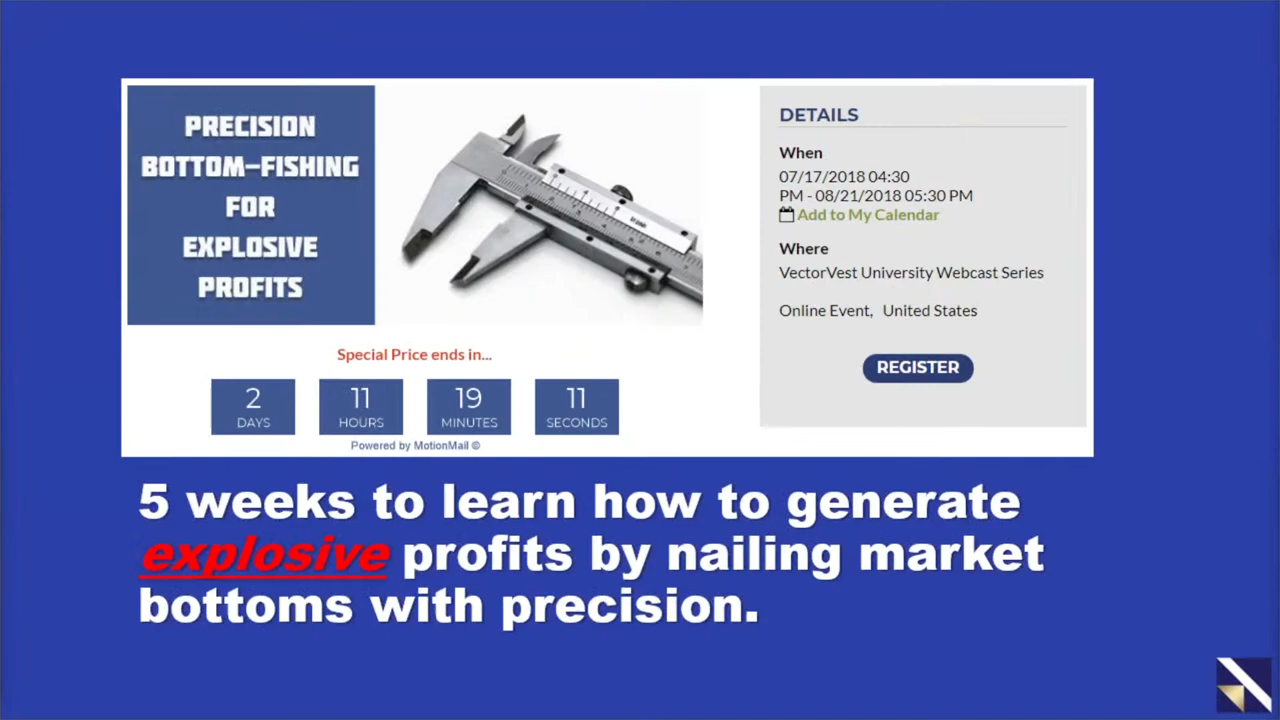 PRECISION
BOTTOM-FISHING
FOR
EXPLOSIVE
PROFITS
Special Price ends in...
2
DAYS
11
HOURS
19
MINUTES
11
SECONDS
Powered by MotionMail ©
DETAILS
When
07/17/2018 04:30
PM - 08/21/2018 05:30 PM
Add to My Calendar
Where
VectorVest University Webcast Series
Online Event, United States
REGISTER
5 weeks to learn how to generate
explosive profits by nailing market
bottoms with precision.